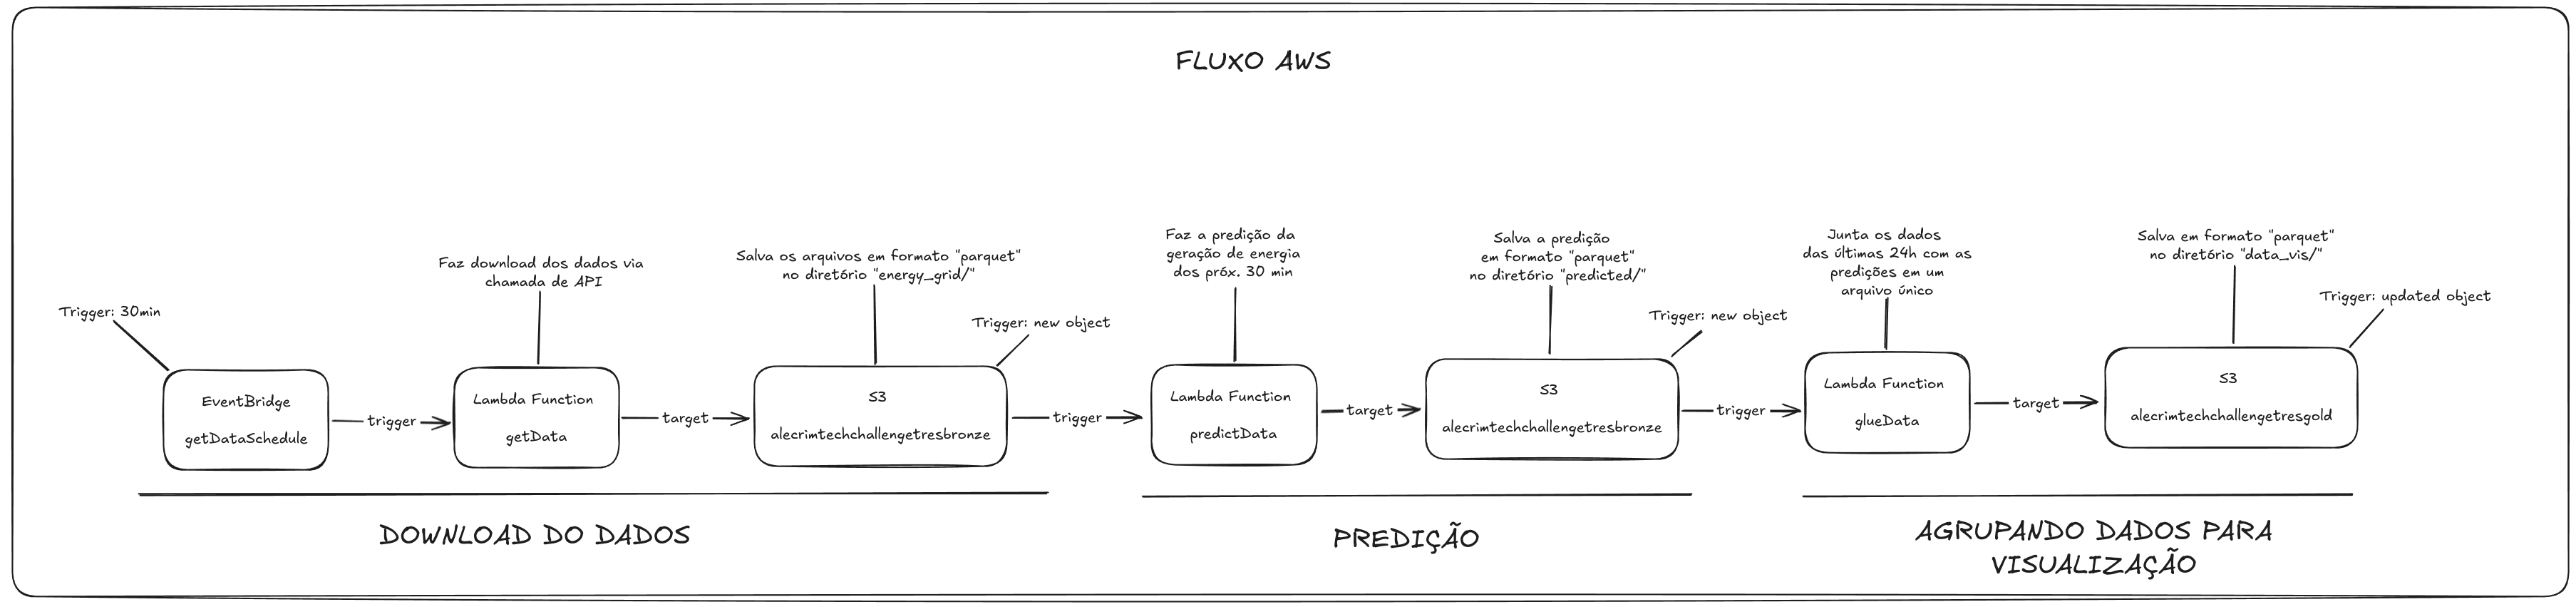 FLUXO AWS
Trigger: 30min
EventBridge
getDataSchedule
trigger
Faz download dos dados via
chamada de API
Lambda Function
getData
target
Salva os arquivos em formato "parquet"
no diretório "energy_grid/"
Trigger: new object
S3
alecrimtechchallengetresbronze
trigger
Faz a predição da
geração de energia
dos próx. 30 min
Lambda Function
predictData
target
Salva a predição
em formato "parquet"
no diretório "predicted/"
Trigger: new object
S3
alecrimtechchallengetresbronze
trigger
Junta os dados
das últimas 24h com as
predições em um
arquivo único
Lambda Function
glueData
target
Salva em formato "parquet"
no diretório "data_vis/"
Trigger: updated object
S3
alecrimtechchallengetresgold
DOWNLOAD DO DADOS
PREDIÇÃO
AGRUPANDO DADOS PARA
VISUALIZAÇÃO